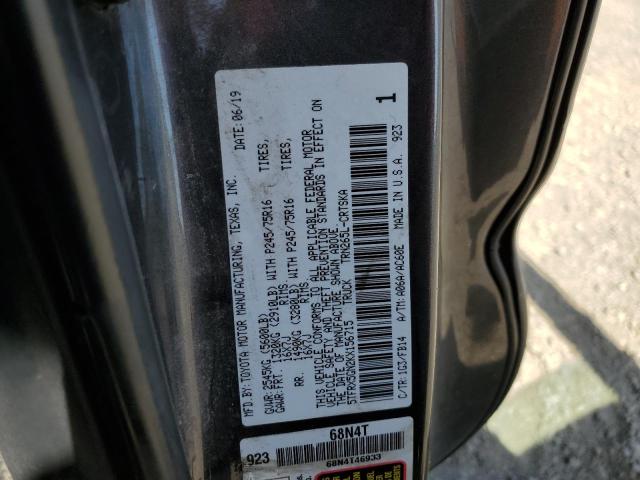 MFD. BY: TOYOTA MOTOR MANUFACTURING, TEXAS, INC. DATE: 06/19
GVWR: 2545KG (5600LB)
GAWR: FRT. 1320KG (2910LB) WITH P245/75R16 TIRES,
16X7J RIMS,
RR. 1490KG (3280LB) WITH P245/75R16 TIRES,
16X7J RIMS,
THIS VEHICLE CONFORMS TO ALL APPLICABLE FEDERAL MOTOR
VEHICLE SAFETY AND THEFT PREVENTION STANDARDS IN EFFECT ON
THE DATE OF MANUFACTURE SHOWN ABOVE.
TRUCK TRN265L-CRTSKA
C/TR: 1G3/FB14 A/TM: A06A/AC60E MADE IN U.S.A. 923
1
923 68N4T
68N4T46933